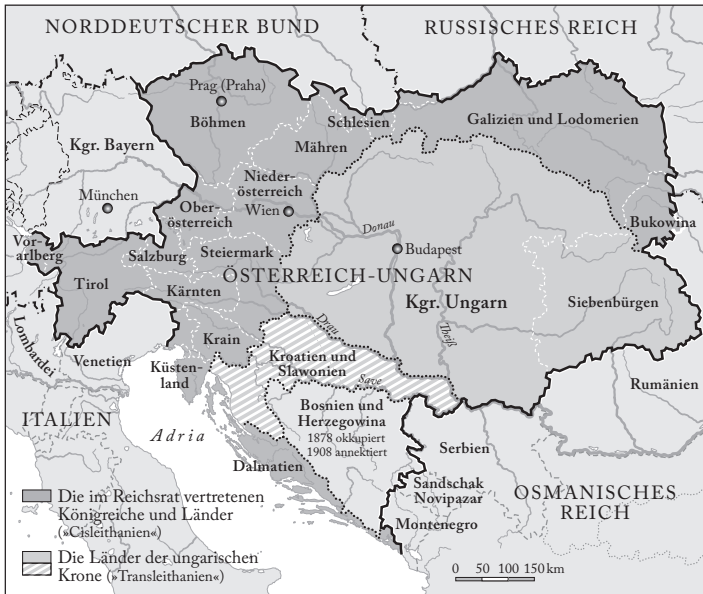 NORDDEUTSCHER BUND
RUSSISCHES REICH
Prag (Praha)
Böhmen
Schlesien
Galizien und Lodomerien
Mähren
Kgr. Bayern
Nieder-
österreich
München
Ober-
österreich
Wien
Donau
Bukowina
Budapest
Vor-
arlberg
Salzburg
Steiermark
ÖSTERREICH-UNGARN
Tirol
Kärnten
Kgr. Ungarn
Siebenbürgen
Lombardei
Krain
Drau
Theiß
Venetien
Küsten-
land
Kroatien und
Slawonien
Save
Rumänien
ITALIEN
Adria
Bosnien und
Herzegowina
1878 okkupiert
1908 annektiert
Serbien
Dalmatien
Sandschak
Novipazar
OSMANISCHES
REICH
Montenegro
Die im Reichsrat vertretenen
Königreiche und Länder
(»Cisleithanien«)
Die Länder der ungarischen
Krone (»Transleithanien«)
0 50 100 150 km